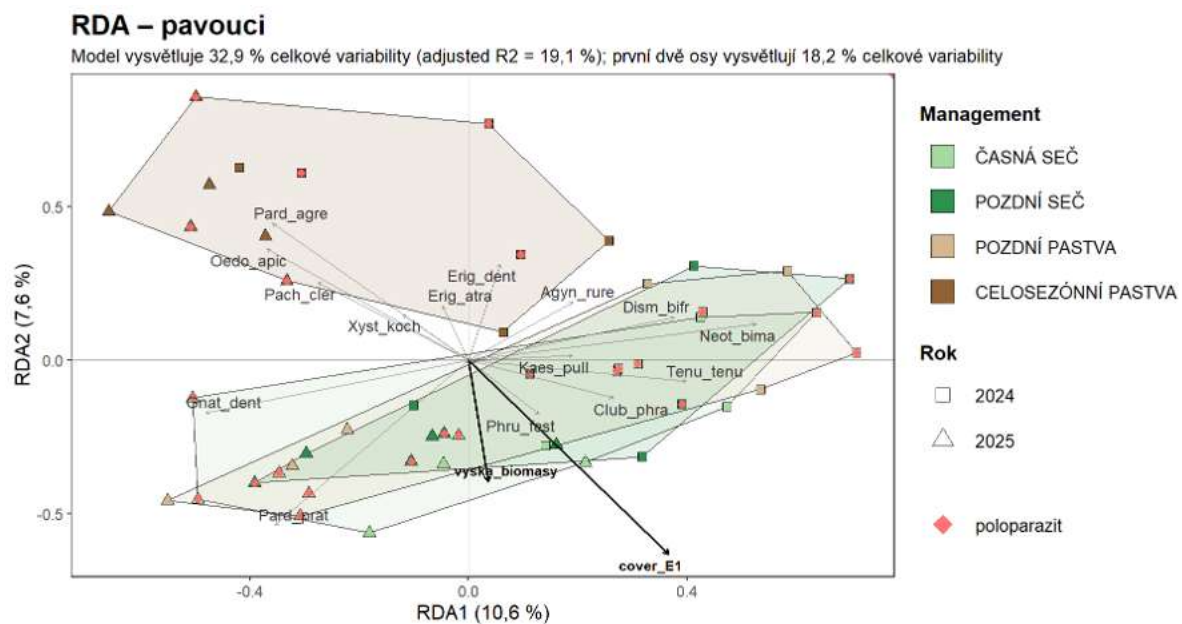 RDA – pavouci
Model vysvětluje 32,9 % celkové variability (adjusted R2 = 19,1 %); první dvě osy vysvětlují 18,2 % celkové variability
RDA2 (7,6 %)
0.5
0.0
-0.5
Pard_agre
Oedo_apic
Pach_cler
Erig_dent
Erig_atra
Agyn_rure
Xyst_koch
Dism_bifr
Neot_bima
Kaes_pull
Tenu_tenu
Gnat_dent
Club_phra
Phru_fest
vyska_biomasy
Pard_prat
cover_E1
-0.4
0.0
0.4
RDA1 (10,6 %)
Management
ČASNÁ SEČ
POZDNÍ SEČ
POZDNÍ PASTVA
CELOSEZÓNNÍ PASTVA
Rok
2024
2025
poloparazit